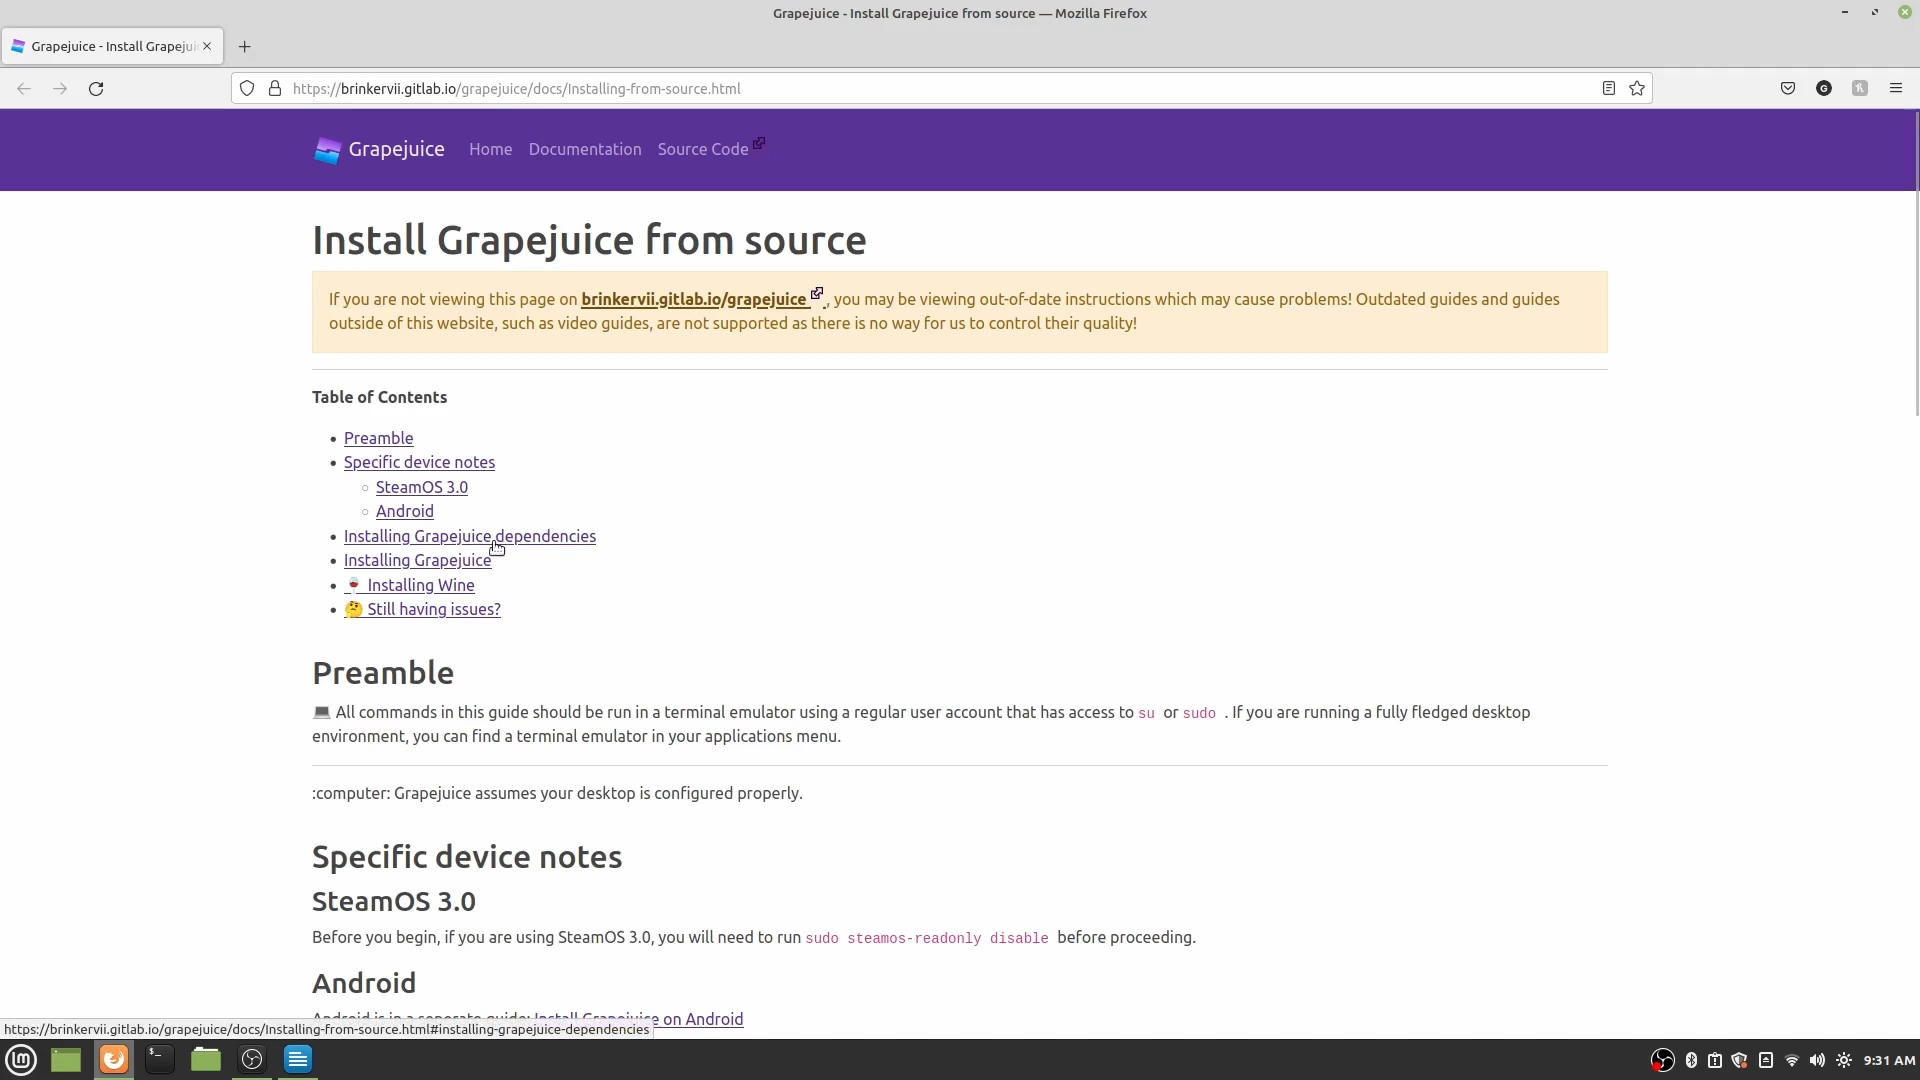 Grapejuice - Install Grapejuice from source — Mozilla Firefox
Grapejuice - Install Grapejui
https://brinkervii.gitlab.io/grapejuice/docs/Installing-from-source.html
Grapejuice Home Documentation Source Code
Install Grapejuice from source
If you are not viewing this page on brinkervii.gitlab.io/grapejuice , you may be viewing out-of-date instructions which may cause problems! Outdated guides and guides
outside of this website, such as video guides, are not supported as there is no way for us to control their quality!
Table of Contents
Preamble
Specific device notes
SteamOS 3.0
Android
Installing Grapejuice dependencies
Installing Grapejuice
🍷 Installing Wine
🤔 Still having issues?
Preamble
💻 All commands in this guide should be run in a terminal emulator using a regular user account that has access to su or sudo . If you are running a fully fledged desktop
environment, you can find a terminal emulator in your applications menu.
:computer: Grapejuice assumes your desktop is configured properly.
Specific device notes
SteamOS 3.0
Before you begin, if you are using SteamOS 3.0, you will need to run sudo steamos-readonly disable before proceeding.
Android
Android is in a seperate guide: Install Grapejuice on Android
https://brinkervii.gitlab.io/grapejuice/docs/Installing-from-source.html#installing-grapejuice-dependencies
9:31 AM